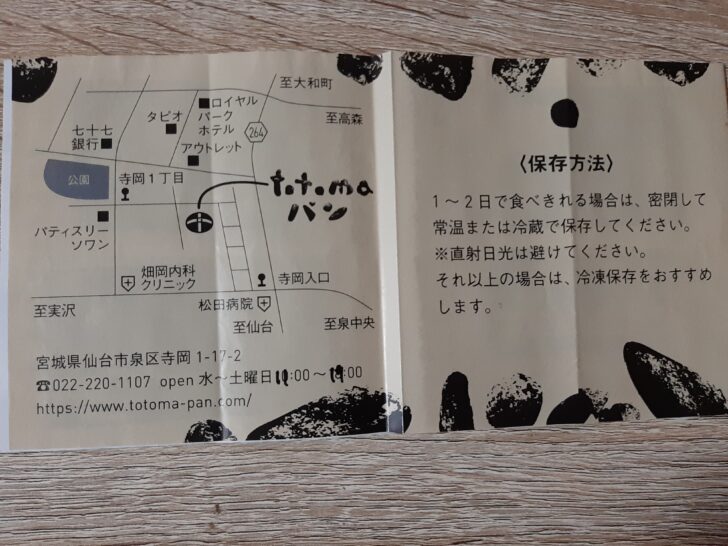 至大和町
ロイヤル
パーク
ホテル
至高森
タピオ
264
七十七
銀行
アウトレット
公園
寺岡1丁目
totoma
パン
パティスリー
ソワン
畑岡内科
クリニック
寺岡入口
松田病院
至実沢
至仙台
至泉中央
宮城県仙台市泉区寺岡 1-17-2
☎022-220-1107 open 水〜土曜日 :00〜 :00
https://www.totoma-pan.com/
〈保存方法〉
1〜2日で食べきれる場合は、密閉して
常温または冷蔵で保存してください。
※直射日光は避けてください。
それ以上の場合は、冷凍保存をおすすめ
します。